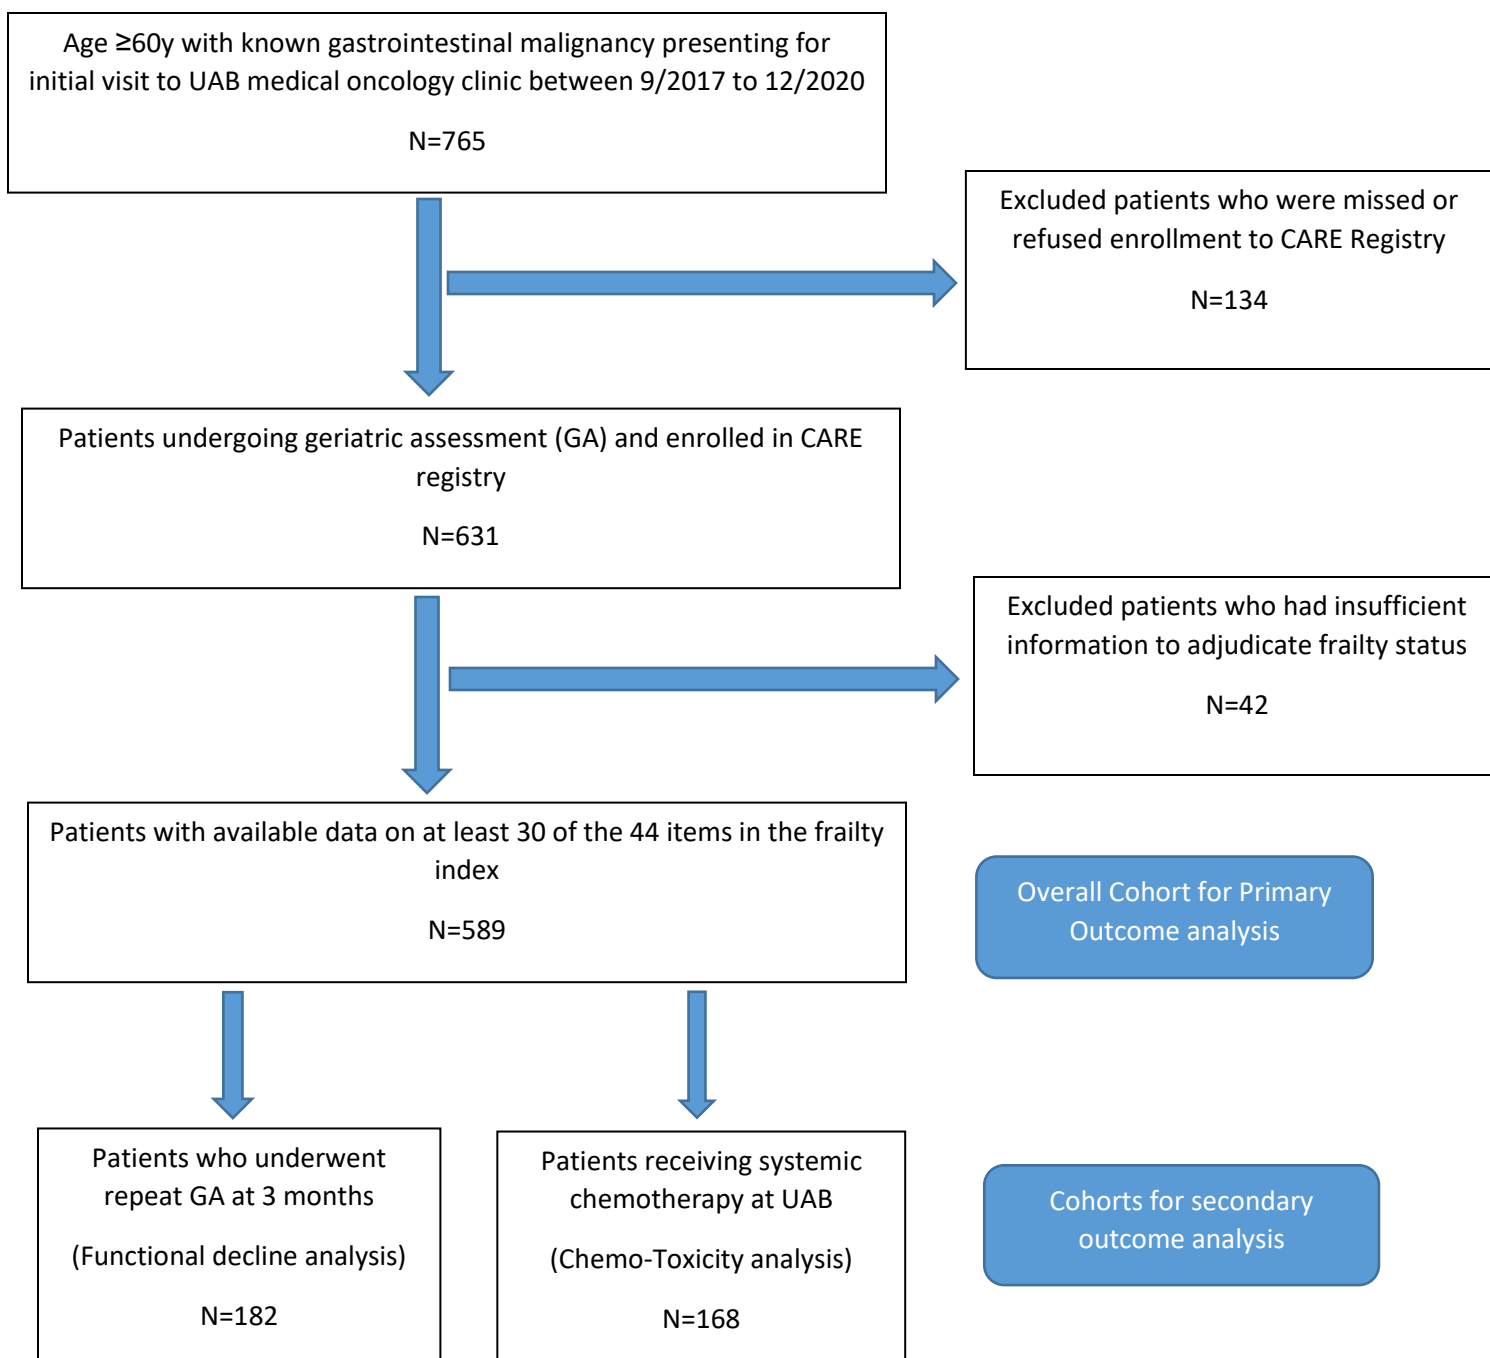 Age ≥60y with known gastrointestinal malignancy presenting for
initial visit to UAB medical oncology clinic between 9/2017 to 12/2020
N=765
Excluded patients who were missed or
refused enrollment to CARE Registry
N=134
Patients undergoing geriatric assessment (GA) and enrolled in CARE
registry
N=631
Excluded patients who had insufficient
information to adjudicate frailty status
N=42
Patients with available data on at least 30 of the 44 items in the frailty
index
N=589
Overall Cohort for Primary
Outcome analysis
Patients who underwent
repeat GA at 3 months
(Functional decline analysis)
N=182
Patients receiving systemic
chemotherapy at UAB
(Chemo-Toxicity analysis)
N=168
Cohorts for secondary
outcome analysis